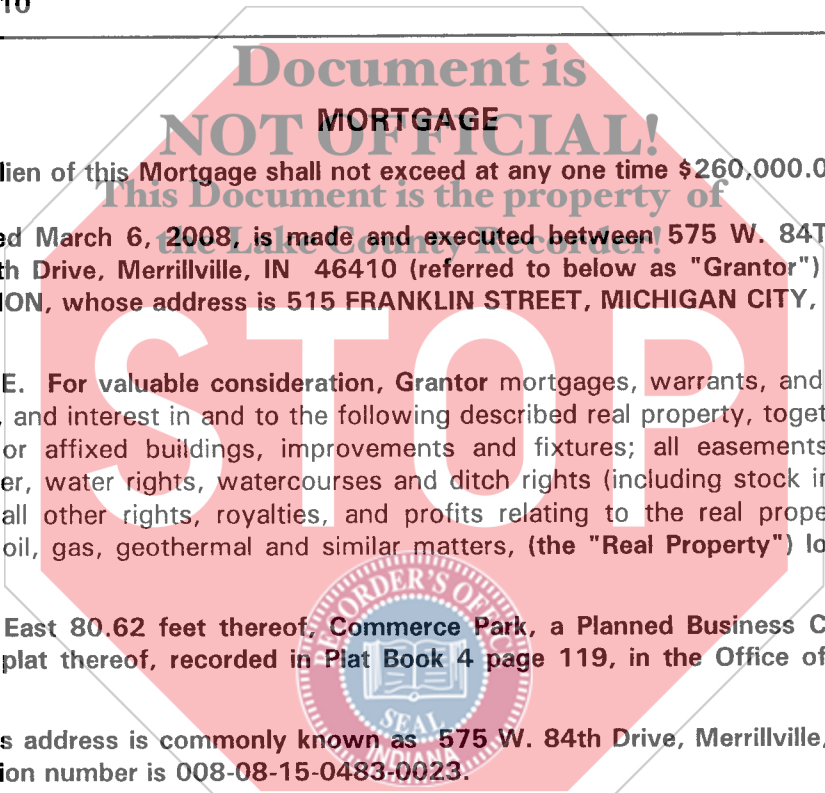 10
Document is
NOT OFFICIAL!
MORTGAGE
lien of this Mortgage shall not exceed at any one time $260,000.0
This Document is the property of
the Lake County Recorder!
ed March 6, 2008, is made and executed between 575 W. 84T
th Drive, Merrillville, IN 46410 (referred to below as "Grantor")
ION, whose address is 515 FRANKLIN STREET, MICHIGAN CITY,
STOP
E. For valuable consideration, Grantor mortgages, warrants, and
, and interest in and to the following described real property, toget
or affixed buildings, improvements and fixtures; all easements
er, water rights, watercourses and ditch rights (including stock in
all other rights, royalties, and profits relating to the real prope
oil, gas, geothermal and similar matters, (the "Real Property") lo
East 80.62 feet thereof, Commerce Park, a Planned Business C
plat thereof, recorded in Plat Book 4 page 119, in the Office of
RECORDER'S OFFICE
SEAL
INDIANA
s address is commonly known as 575 W. 84th Drive, Merrillville,
ion number is 008-08-15-0483-0023.